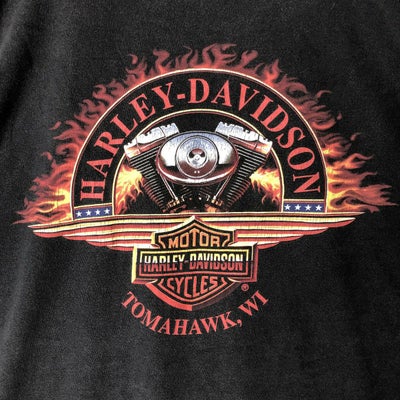 HARLEY-DAVIDSON
MOTOR
HARLEY-DAVIDSON
CYCLES
®
TOMAHAWK, WI